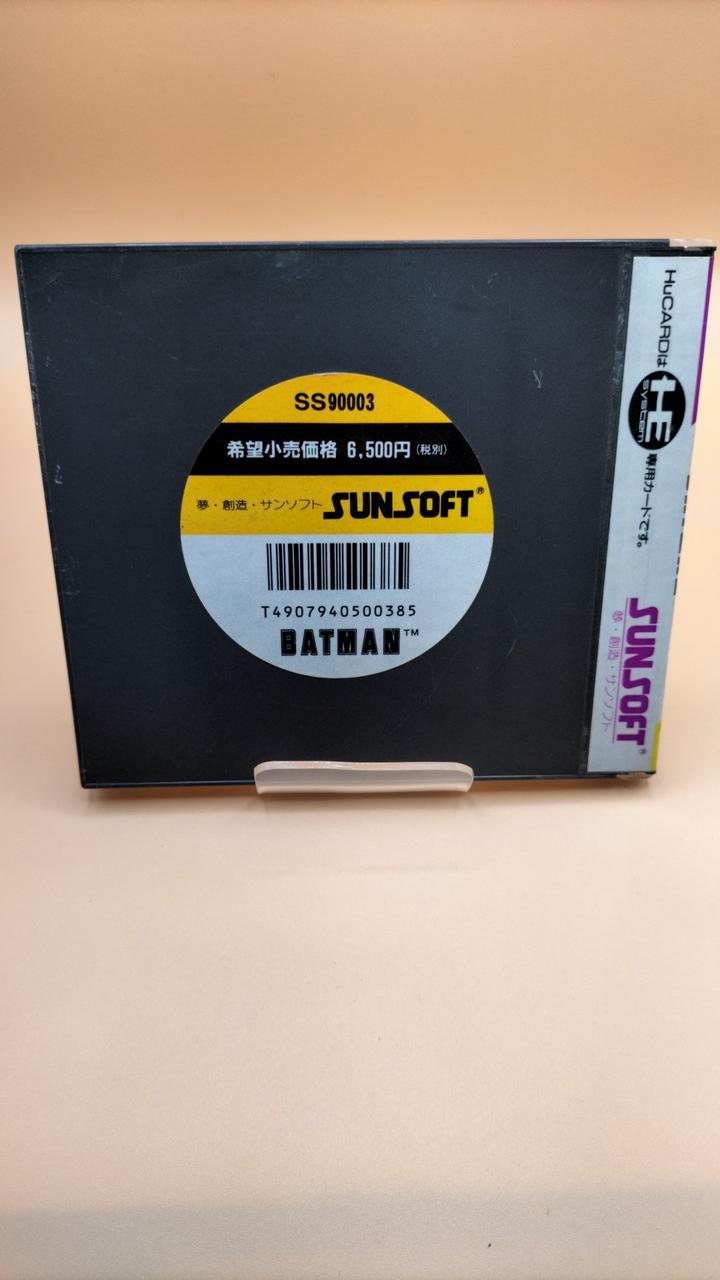 SS90003
希望小売価格 6,500円(税別)
夢・創造・サンソフト SUNSOFT®
T4907940500385
BATMAN™
HuCARDは HE system 専用カードです。
SUNSOFT®
夢・創造・サンソフト